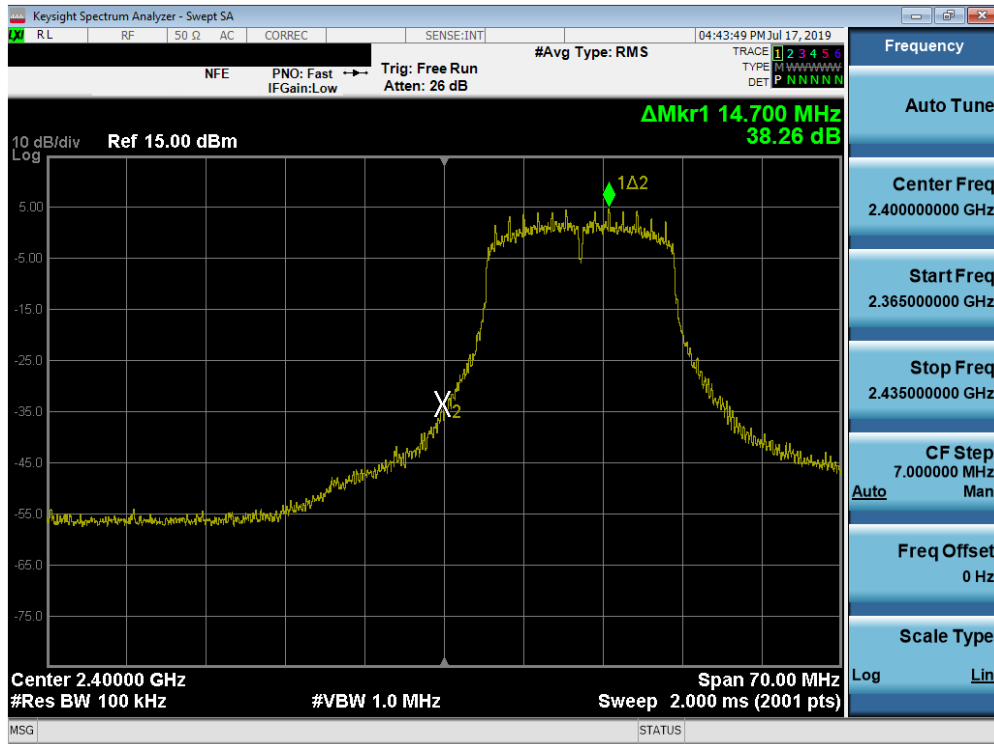 Keysight Spectrum Analyzer - Swept SA
LXI RL RF 50 Ω AC CORREC SENSE:INT 04:43:49 PM Jul 17, 2019
NFE PNO: Fast Trig: Free Run #Avg Type: RMS TRACE 1 2 3 4 5 6
IFGain:Low Atten: 26 dB TYPE M WWWWW
DET P N N N N N
ΔMkr1 14.700 MHz
38.26 dB
10 dB/div Ref 15.00 dBm
Log
1Δ2
5.00
-5.00
-15.0
-25.0
-35.0
X2
-45.0
-55.0
-65.0
-75.0
Center 2.40000 GHz Span 70.00 MHz
#Res BW 100 kHz #VBW 1.0 MHz Sweep 2.000 ms (2001 pts)
MSG STATUS
Frequency
Auto Tune
Center Freq
2.400000000 GHz
Start Freq
2.365000000 GHz
Stop Freq
2.435000000 GHz
CF Step
7.000000 MHz
Auto Man
Freq Offset
0 Hz
Scale Type
Log Lin